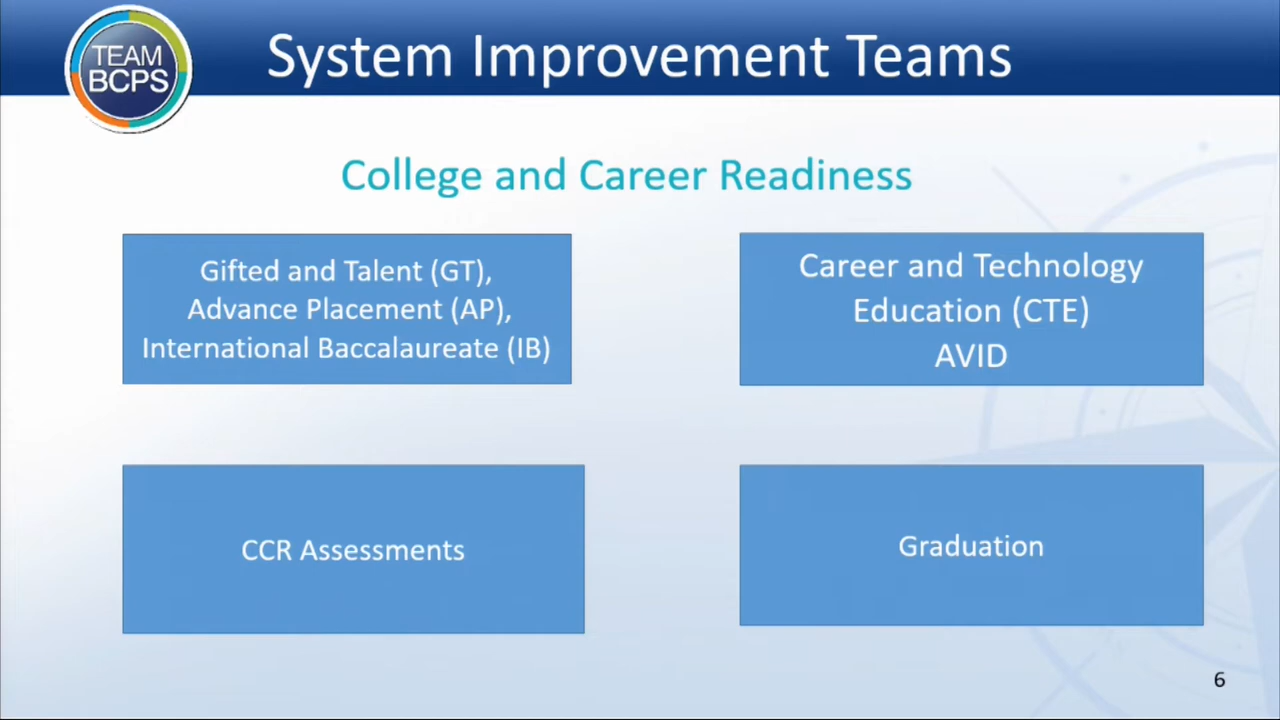 TEAM
BCPS
System Improvement Teams
College and Career Readiness
Gifted and Talent (GT),
Advance Placement (AP),
International Baccalaureate (IB)
Career and Technology
Education (CTE)
AVID
CCR Assessments
Graduation
6